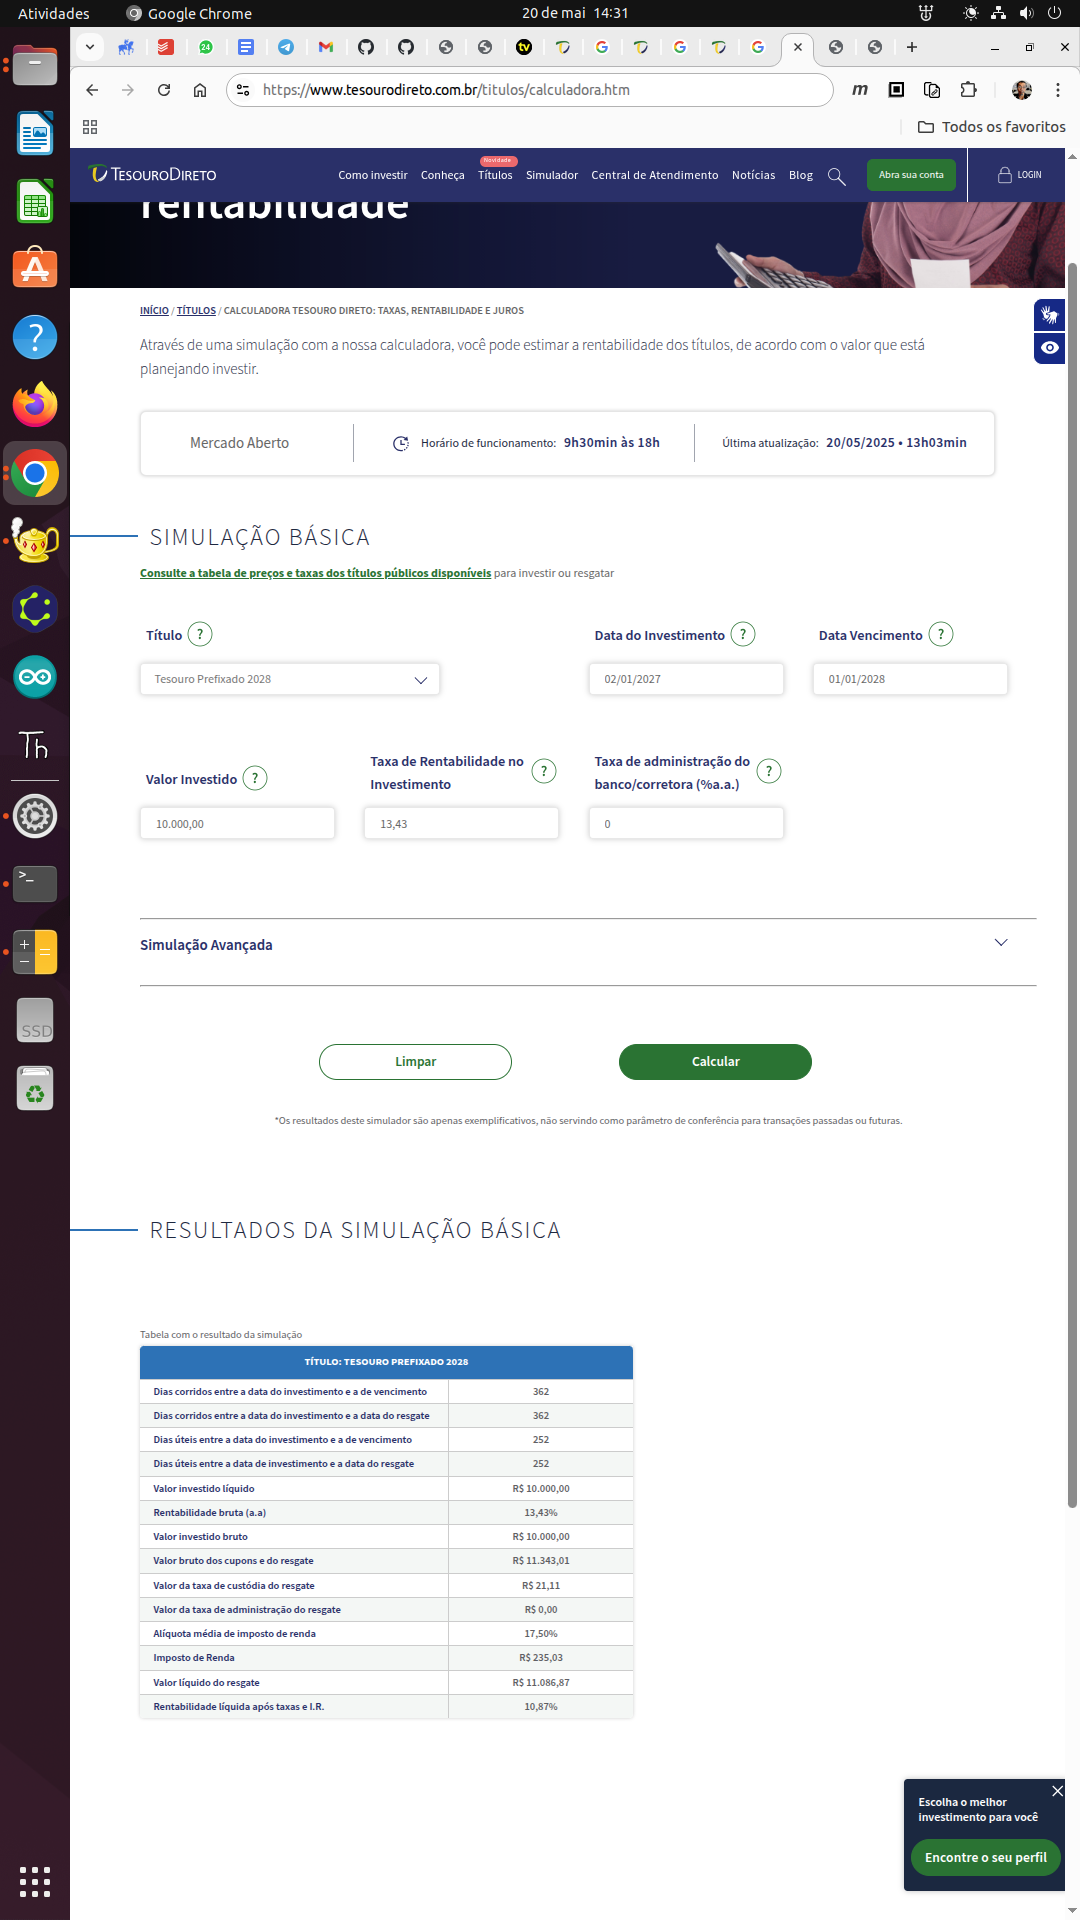 Atividades
Google Chrome
20 de mai 14:31
https://www.tesourodireto.com.br/titulos/calculadora.htm
Todos os favoritos
TESOURODIRETO
Como investir
Conheça
Novidade
Títulos
Simulador
Central de Atendimento
Notícias
Blog
Abra sua conta
LOGIN
rentabilidade
INÍCIO / TÍTULOS / CALCULADORA TESOURO DIRETO: TAXAS, RENTABILIDADE E JUROS
Através de uma simulação com a nossa calculadora, você pode estimar a rentabilidade dos títulos, de acordo com o valor que está
planejando investir.
Mercado Aberto
Horário de funcionamento: 9h30min às 18h
Última atualização: 20/05/2025 • 13h03min
SIMULAÇÃO BÁSICA
Consulte a tabela de preços e taxas dos títulos públicos disponíveis para investir ou resgatar
Título ?
Data do Investimento ?
Data Vencimento ?
Tesouro Prefixado 2028
02/01/2027
01/01/2028
Valor Investido ?
Taxa de Rentabilidade no
Investimento ?
Taxa de administração do
banco/corretora (%a.a.) ?
10.000,00
13,43
0
Simulação Avançada
Limpar
Calcular
*Os resultados deste simulador são apenas exemplificativos, não servindo como parâmetro de conferência para transações passadas ou futuras.
RESULTADOS DA SIMULAÇÃO BÁSICA
Tabela com o resultado da simulação
TÍTULO: TESOURO PREFIXADO 2028
Dias corridos entre a data do investimento e a de vencimento 362
Dias corridos entre a data do investimento e a data do resgate 362
Dias úteis entre a data do investimento e a de vencimento 252
Dias úteis entre a data de investimento e a data do resgate 252
Valor investido líquido R$ 10.000,00
Rentabilidade bruta (a.a) 13,43%
Valor investido bruto R$ 10.000,00
Valor bruto dos cupons e do resgate R$ 11.343,01
Valor da taxa de custódia do resgate R$ 21,11
Valor da taxa de administração do resgate R$ 0,00
Alíquota média de imposto de renda 17,50%
Imposto de Renda R$ 235,03
Valor líquido do resgate R$ 11.086,87
Rentabilidade líquida após taxas e I.R. 10,87%
Escolha o melhor
investimento para você
Encontre o seu perfil
SSD
Th
tv
24
m